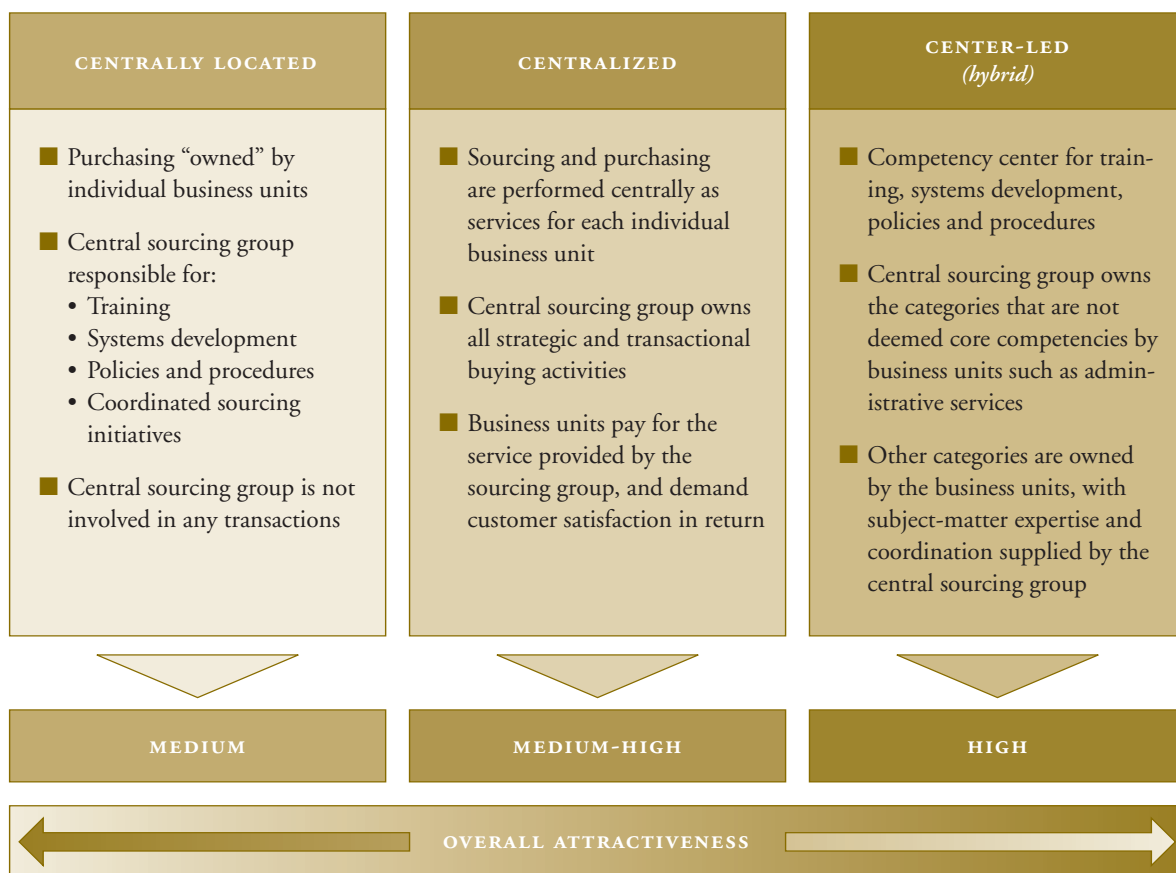 CENTRALLY LOCATED
Purchasing “owned” by
individual business units
Central sourcing group
responsible for:
• Training
• Systems development
• Policies and procedures
• Coordinated sourcing
initiatives
Central sourcing group is not
involved in any transactions
MEDIUM
CENTRALIZED
Sourcing and purchasing
are performed centrally as
services for each individual
business unit
Central sourcing group owns
all strategic and transactional
buying activities
Business units pay for the
service provided by the
sourcing group, and demand
customer satisfaction in return
MEDIUM-HIGH
CENTER-LED
(hybrid)
Competency center for train-
ing, systems development,
policies and procedures
Central sourcing group owns
the categories that are not
deemed core competencies by
business units such as admin-
istrative services
Other categories are owned
by the business units, with
subject-matter expertise and
coordination supplied by the
central sourcing group
HIGH
OVERALL ATTRACTIVENESS